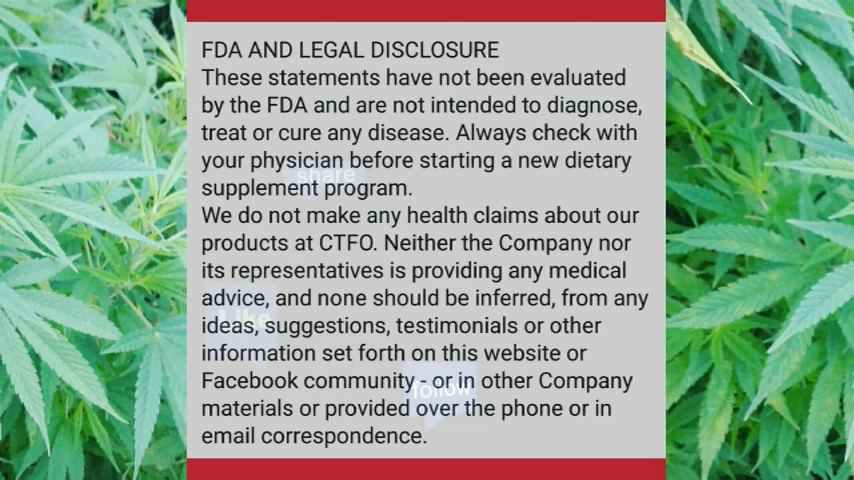 FDA AND LEGAL DISCLOSURE
These statements have not been evaluated
by the FDA and are not intended to diagnose,
treat or cure any disease. Always check with
your physician before starting a new dietary
share
supplement program.
We do not make any health claims about our
products at CTFO. Neither the Company nor
its representatives is providing any medical
advice, and none should be inferred, from any
Like
ideas, suggestions, testimonials or other
information set forth on this website or
Facebook community - or in other Company
follow
materials or provided over the phone or in
email correspondence.